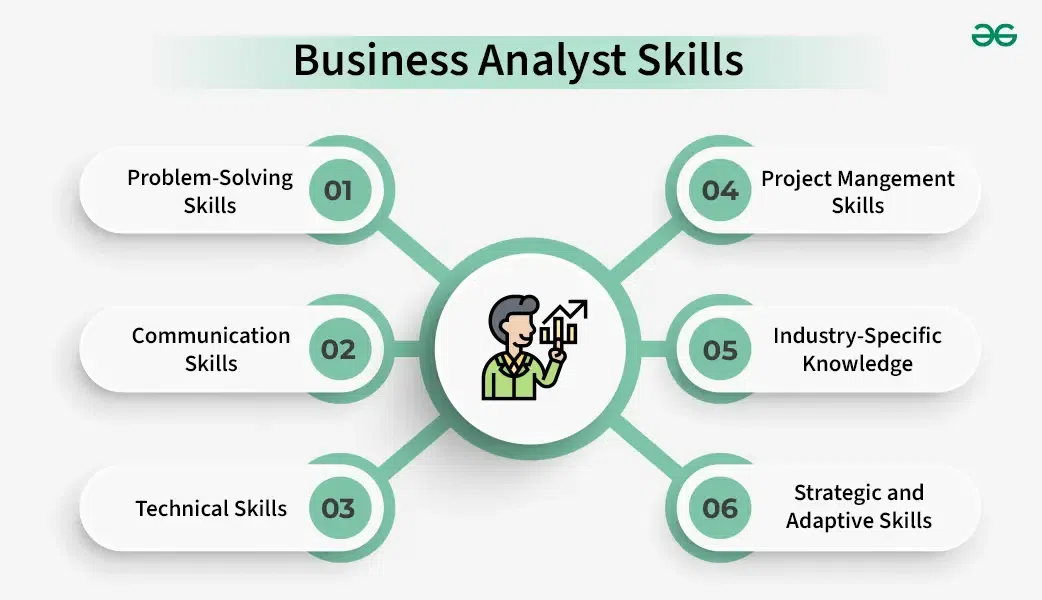 Business Analyst Skills
01
Problem-Solving
Skills
02
Communication
Skills
03
Technical Skills
04
Project Mangement
Skills
05
Industry-Specific
Knowledge
06
Strategic and
Adaptive Skills